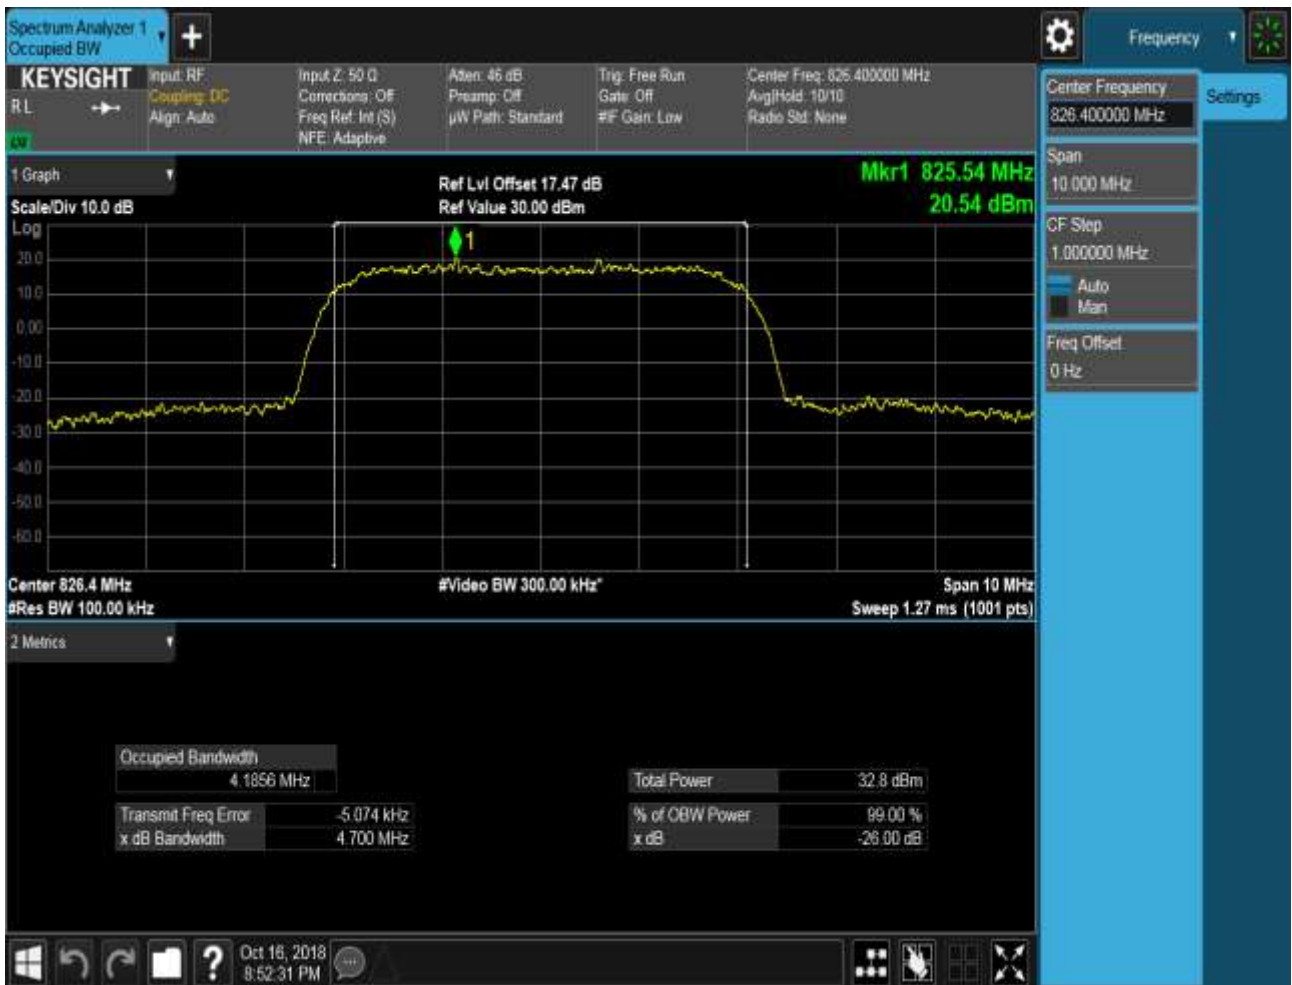 Spectrum Analyzer 1
Occupied BW
Frequency
KEYSIGHT
R L
Input: RF
Coupling: DC
Align: Auto
Input Z: 50 Ω
Corrections: Off
Freq Ref: Int (S)
NFE: Adaptive
Atten: 46 dB
Preamp: Off
µW Path: Standard
Trig: Free Run
Gate: Off
#IF Gain: Low
Center Freq: 826.400000 MHz
Avg|Hold: 10/10
Radio Std: None
Center Frequency
826.400000 MHz
Settings
Span
10.000 MHz
CF Step
1.000000 MHz
Auto
Man
Freq Offset
0 Hz
1 Graph
Scale/Div 10.0 dB
Ref Lvl Offset 17.47 dB
Ref Value 30.00 dBm
Mkr1 825.54 MHz
20.54 dBm
Log
1
20.0
10.0
0.00
-10.0
-20.0
-30.0
-40.0
-50.0
-60.0
Center 826.4 MHz
#Video BW 300.00 kHz*
Span 10 MHz
#Res BW 100.00 kHz
Sweep 1.27 ms (1001 pts)
2 Metrics
Occupied Bandwidth
4.1856 MHz
Total Power 32.8 dBm
Transmit Freq Error -5.074 kHz
% of OBW Power 99.00 %
x dB Bandwidth 4.700 MHz
x dB -26.00 dB
Oct 16, 2018
8:52:31 PM